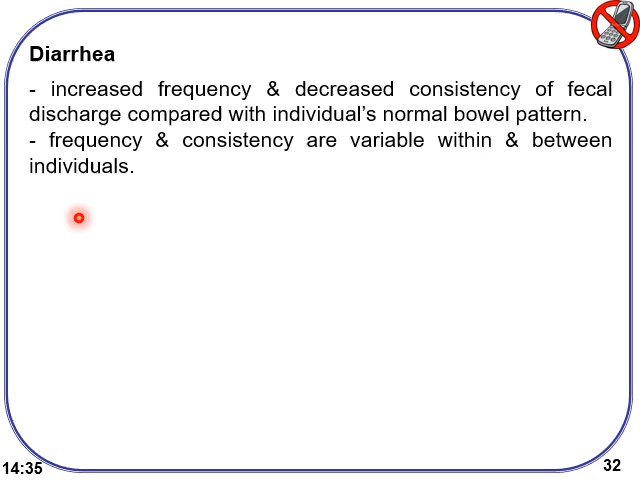 Diarrhea
- increased frequency & decreased consistency of fecal
discharge compared with individual’s normal bowel pattern.
- frequency & consistency are variable within & between
individuals.
14:35
32